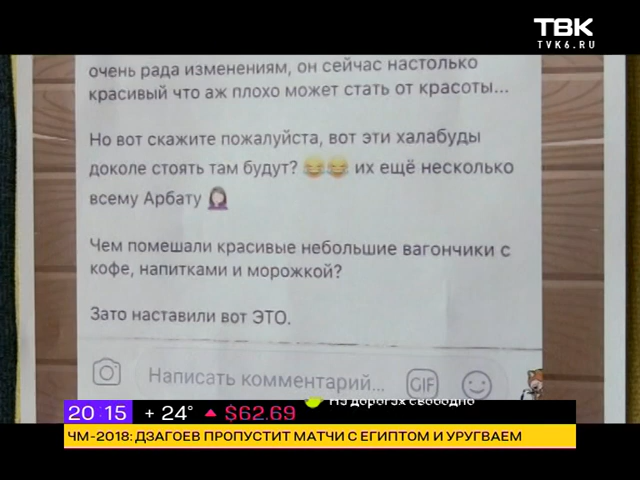 ТВК
TVK6.RU
очень рада изменениям, он сейчас настолько
красивый что аж плохо может стать от красоты...
Но вот скажите пожалуйста, вот эти халабуды
доколе стоять там будут? 😂😂 их ещё несколько
всему Арбату 🤦🏻‍♀️
Чем помешали красивые небольшие вагончики с
кофе, напитками и морожкой?
Зато наставили вот ЭТО.
Написать комментарий...
GIF
На дорогах свободно
20:15 + 24° ▲ $62.69
ЧМ-2018: ДЗАГОЕВ ПРОПУСТИТ МАТЧИ С ЕГИПТОМ И УРУГВАЕМ